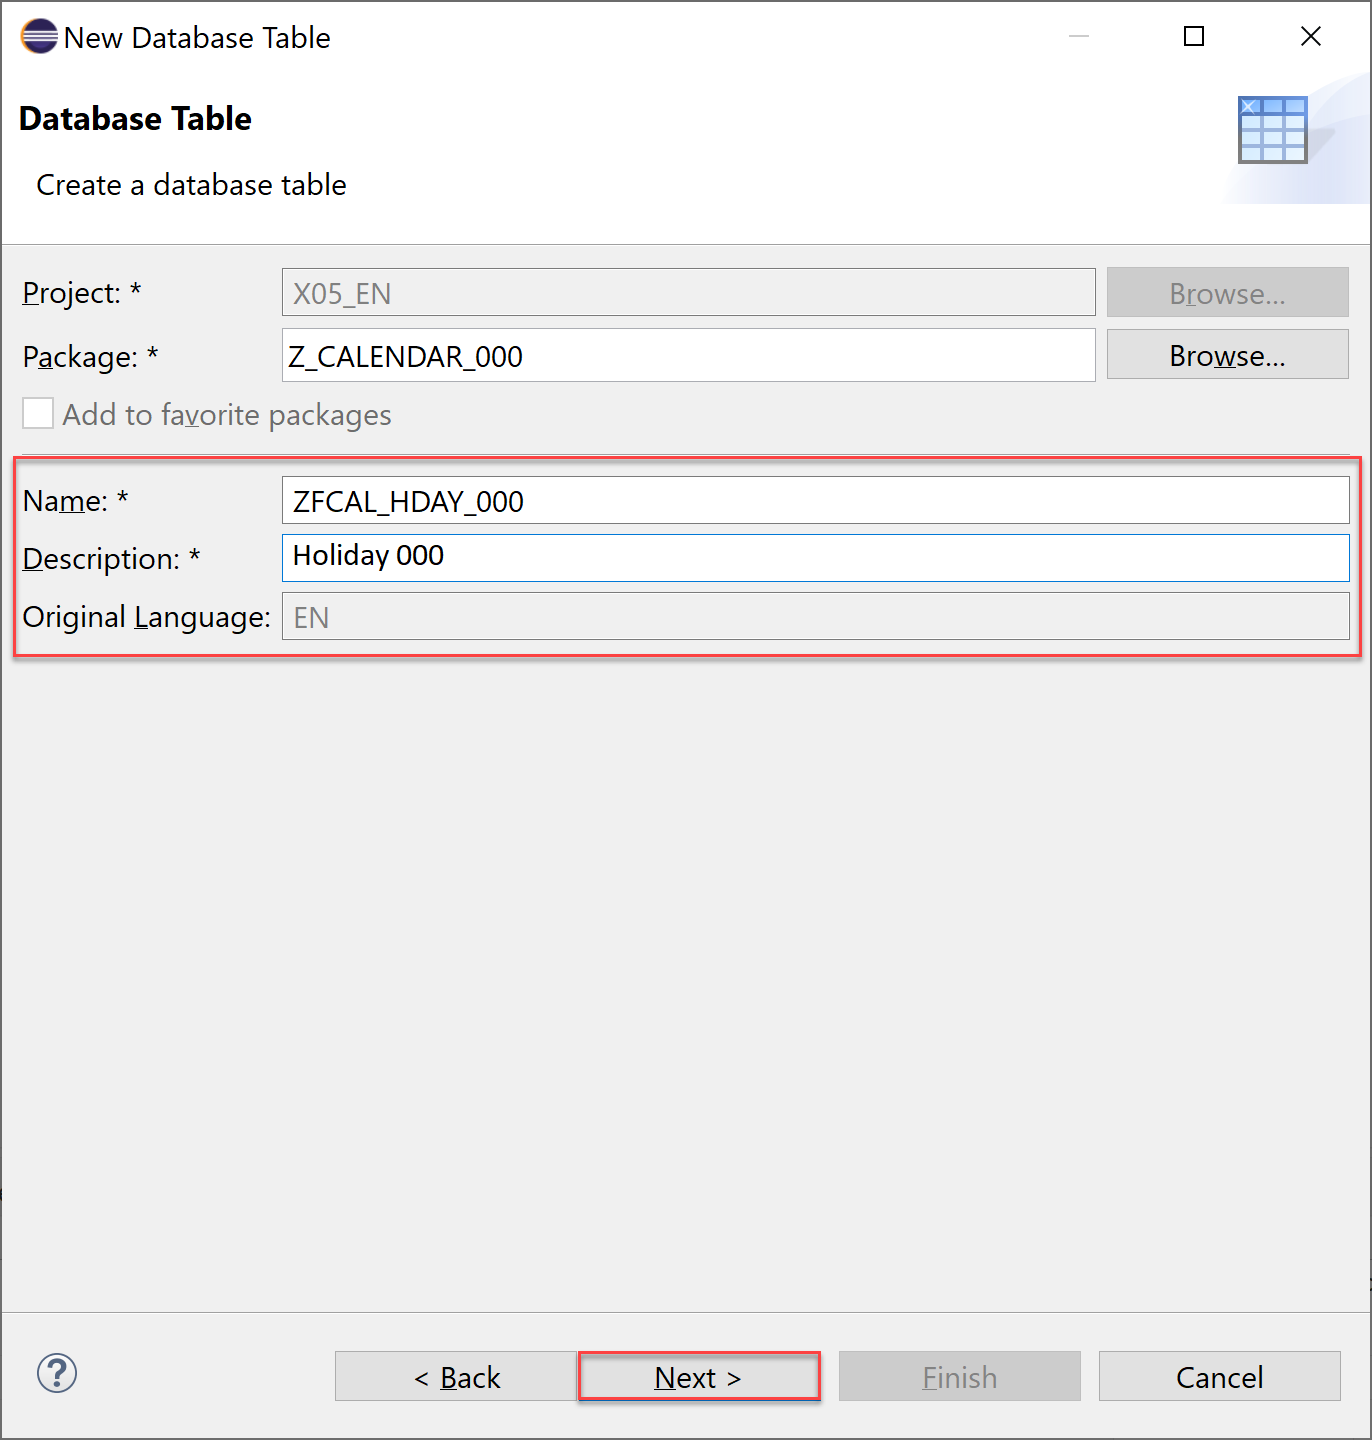 New Database Table
Database Table
Create a database table
Project: * X05_EN Browse...
Package: * Z_CALENDAR_000 Browse...
Add to favorite packages
Name: * ZFCAL_HDAY_000
Description: * Holiday 000
Original Language: EN
? < Back Next > Finish Cancel